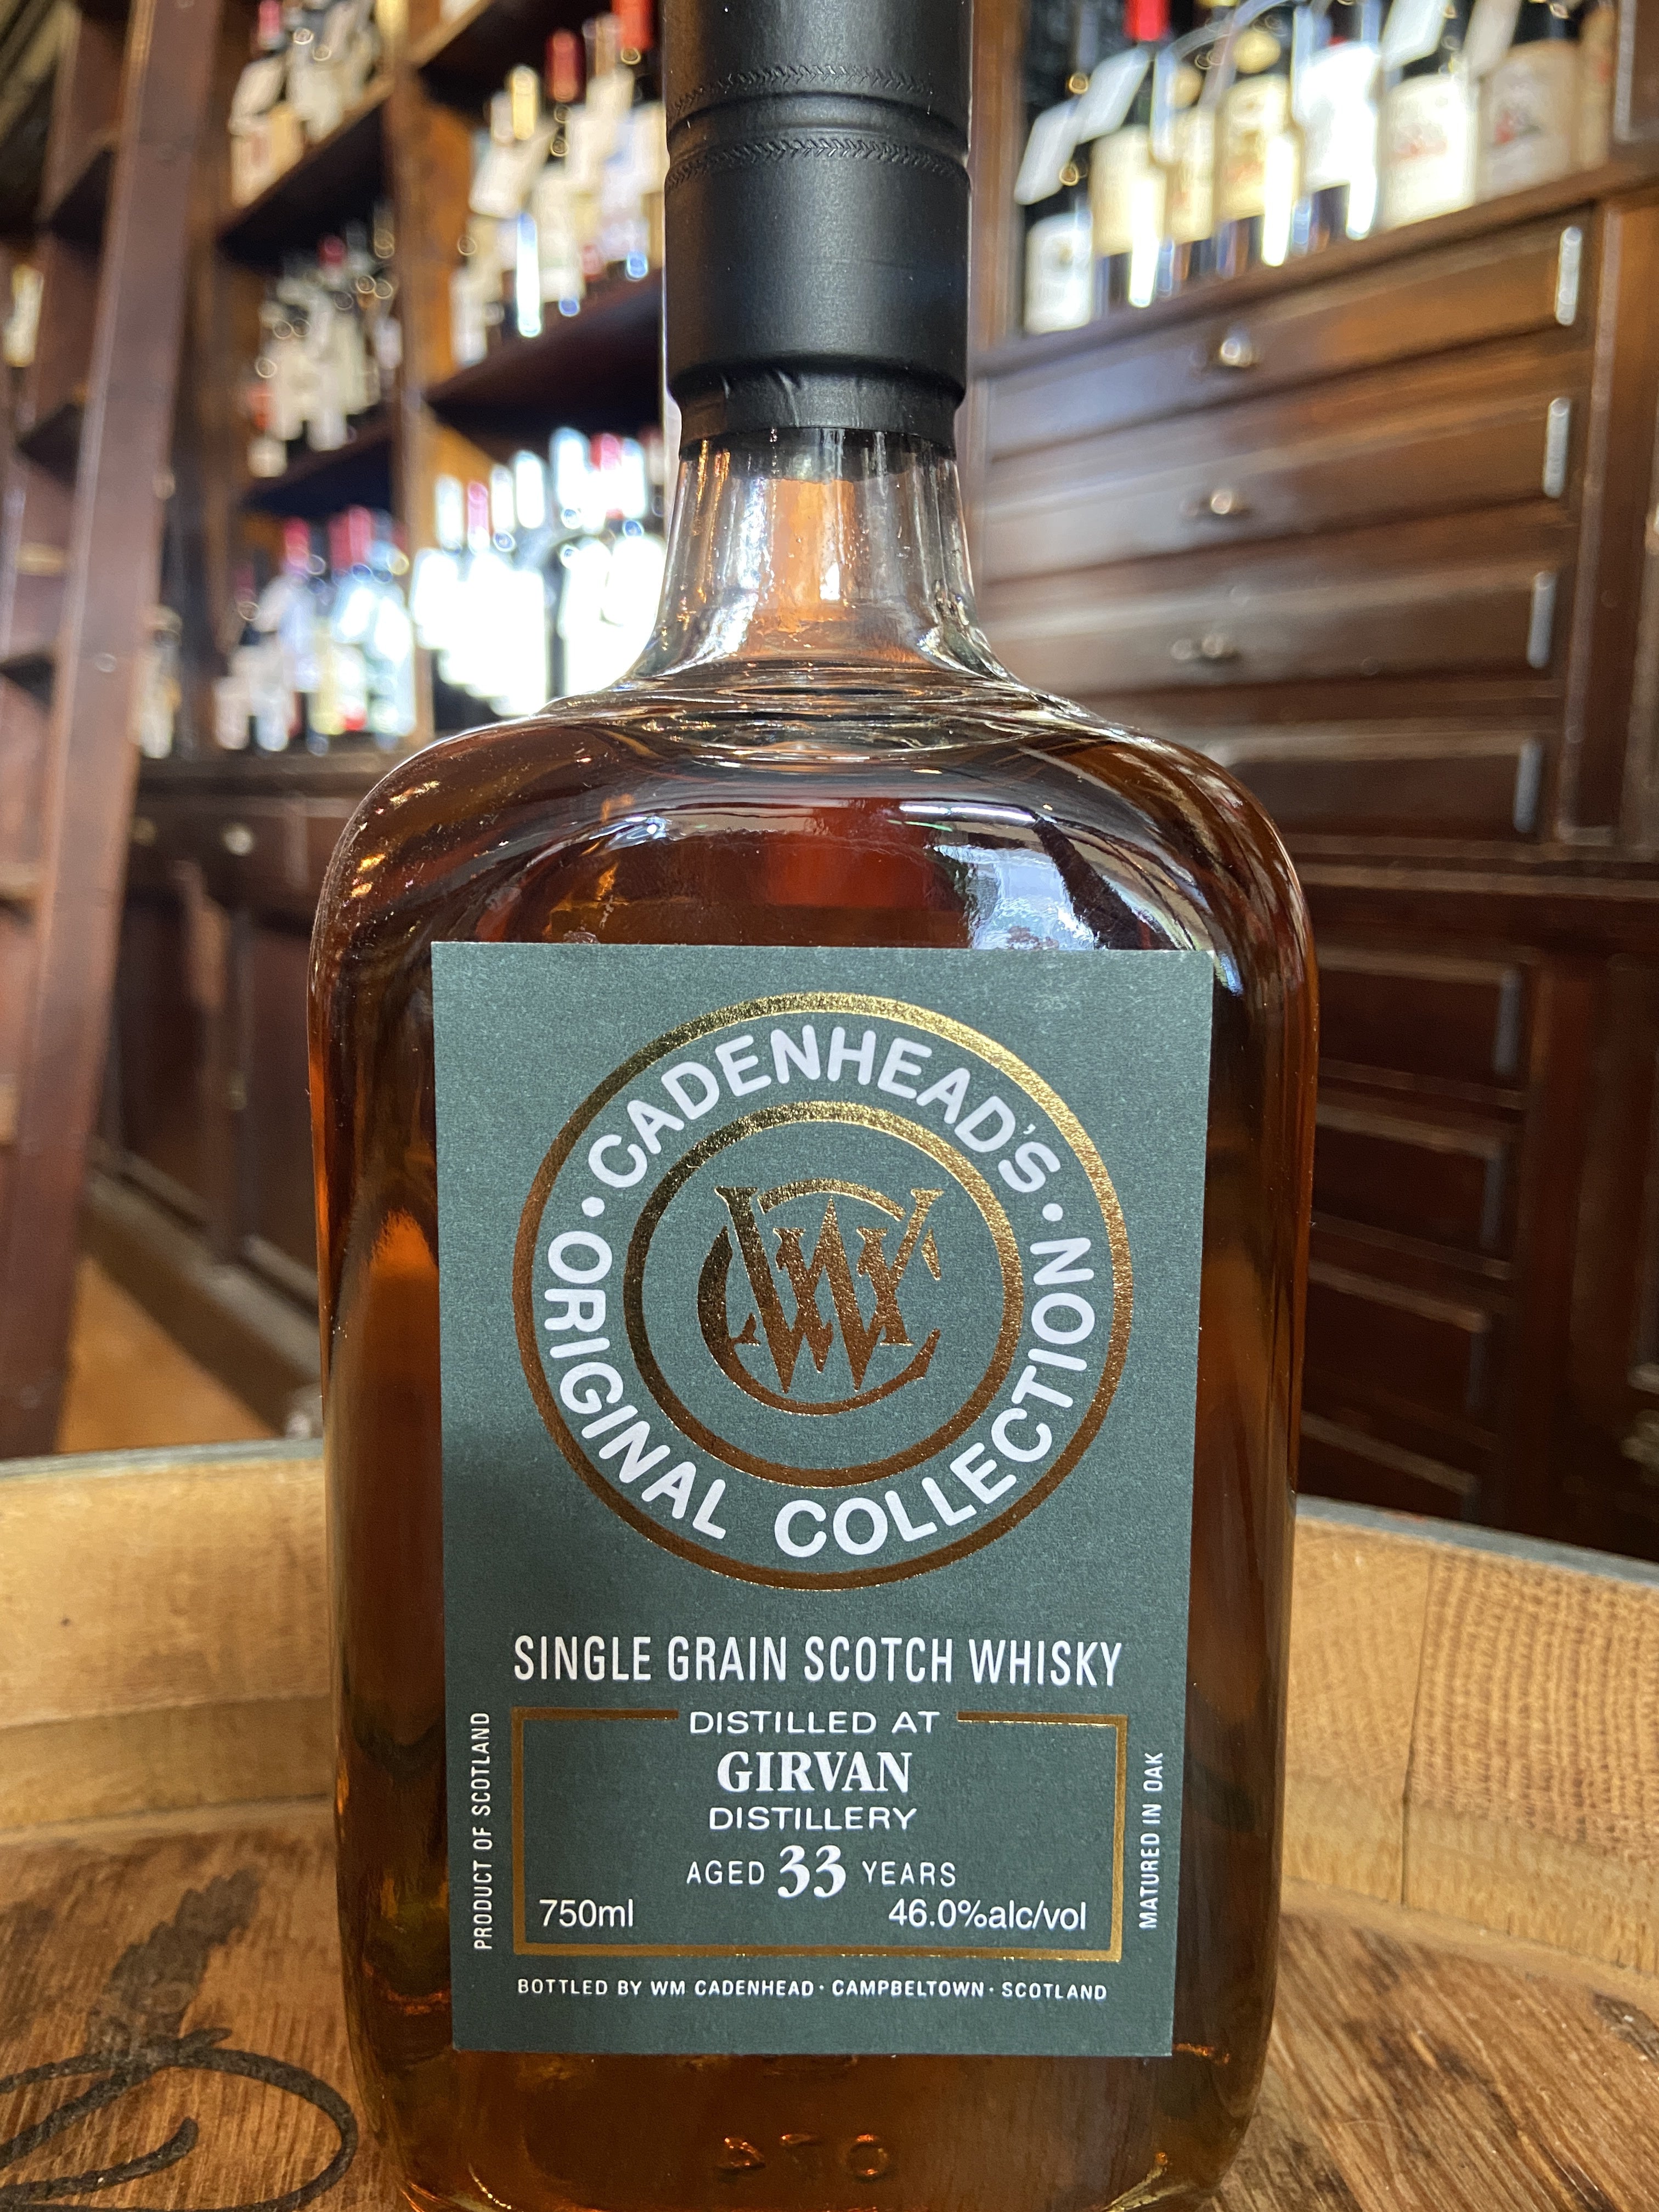 CADENHEAD'S
ORIGINAL COLLECTION
WC
SINGLE GRAIN SCOTCH WHISKY
DISTILLED AT
GIRVAN
DISTILLERY
AGED 33 YEARS
750ml 46.0%alc/vol
PRODUCT OF SCOTLAND
MATURED IN OAK
BOTTLED BY WM CADENHEAD · CAMPBELTOWN · SCOTLAND